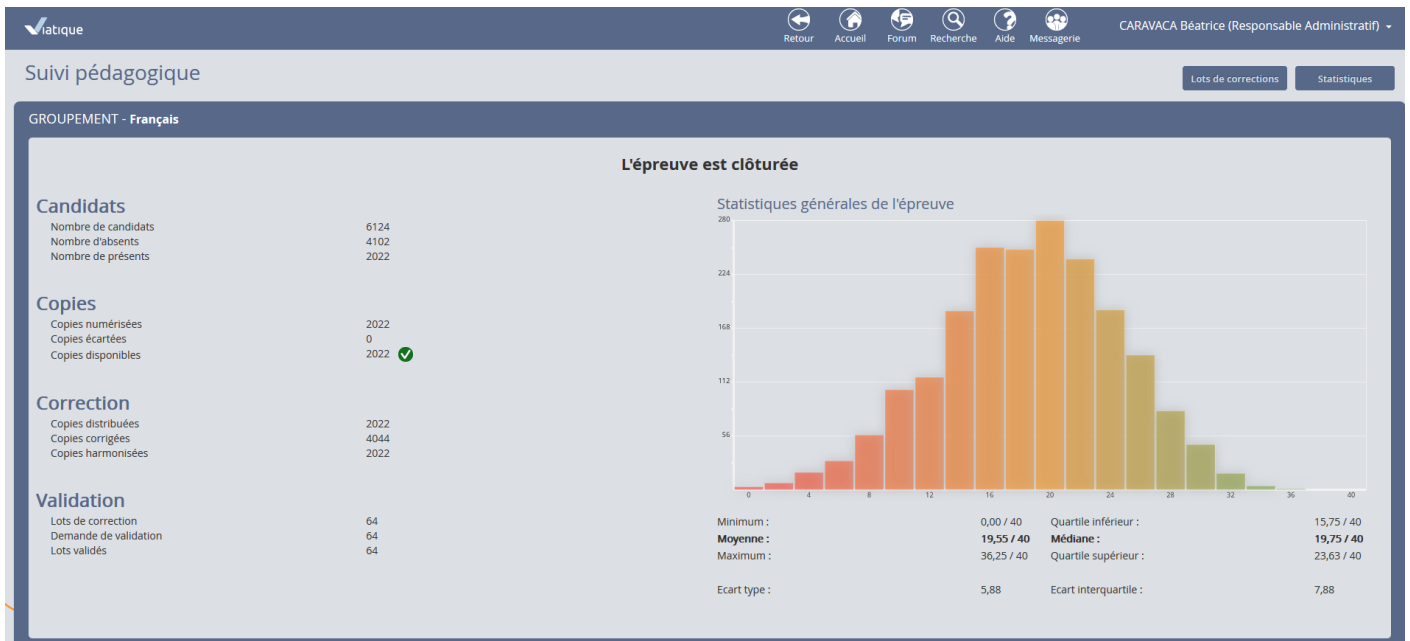 Viatique
Retour Accueil Forum Recherche Aide Messagerie
CARAVACA Béatrice (Responsable Administratif)
Suivi pédagogique
Lots de corrections Statistiques
GROUPEMENT - Français
L'épreuve est clôturée
Candidats
Nombre de candidats 6124
Nombre d'absents 4102
Nombre de présents 2022
Copies
Copies numérisées 2022
Copies écartées 0
Copies disponibles 2022
Correction
Copies distribuées 2022
Copies corrigées 4044
Copies harmonisées 2022
Validation
Lots de correction 64
Demande de validation 64
Lots validés 64
Statistiques générales de l'épreuve
280
224
168
112
56
0 4 8 12 16 20 24 28 32 36 40
Minimum : 0,00 / 40 Quartile inférieur : 15,75 / 40
Moyenne : 19,55 / 40 Médiane : 19,75 / 40
Maximum : 36,25 / 40 Quartile supérieur : 23,63 / 40
Ecart type : 5,88 Ecart interquartile : 7,88